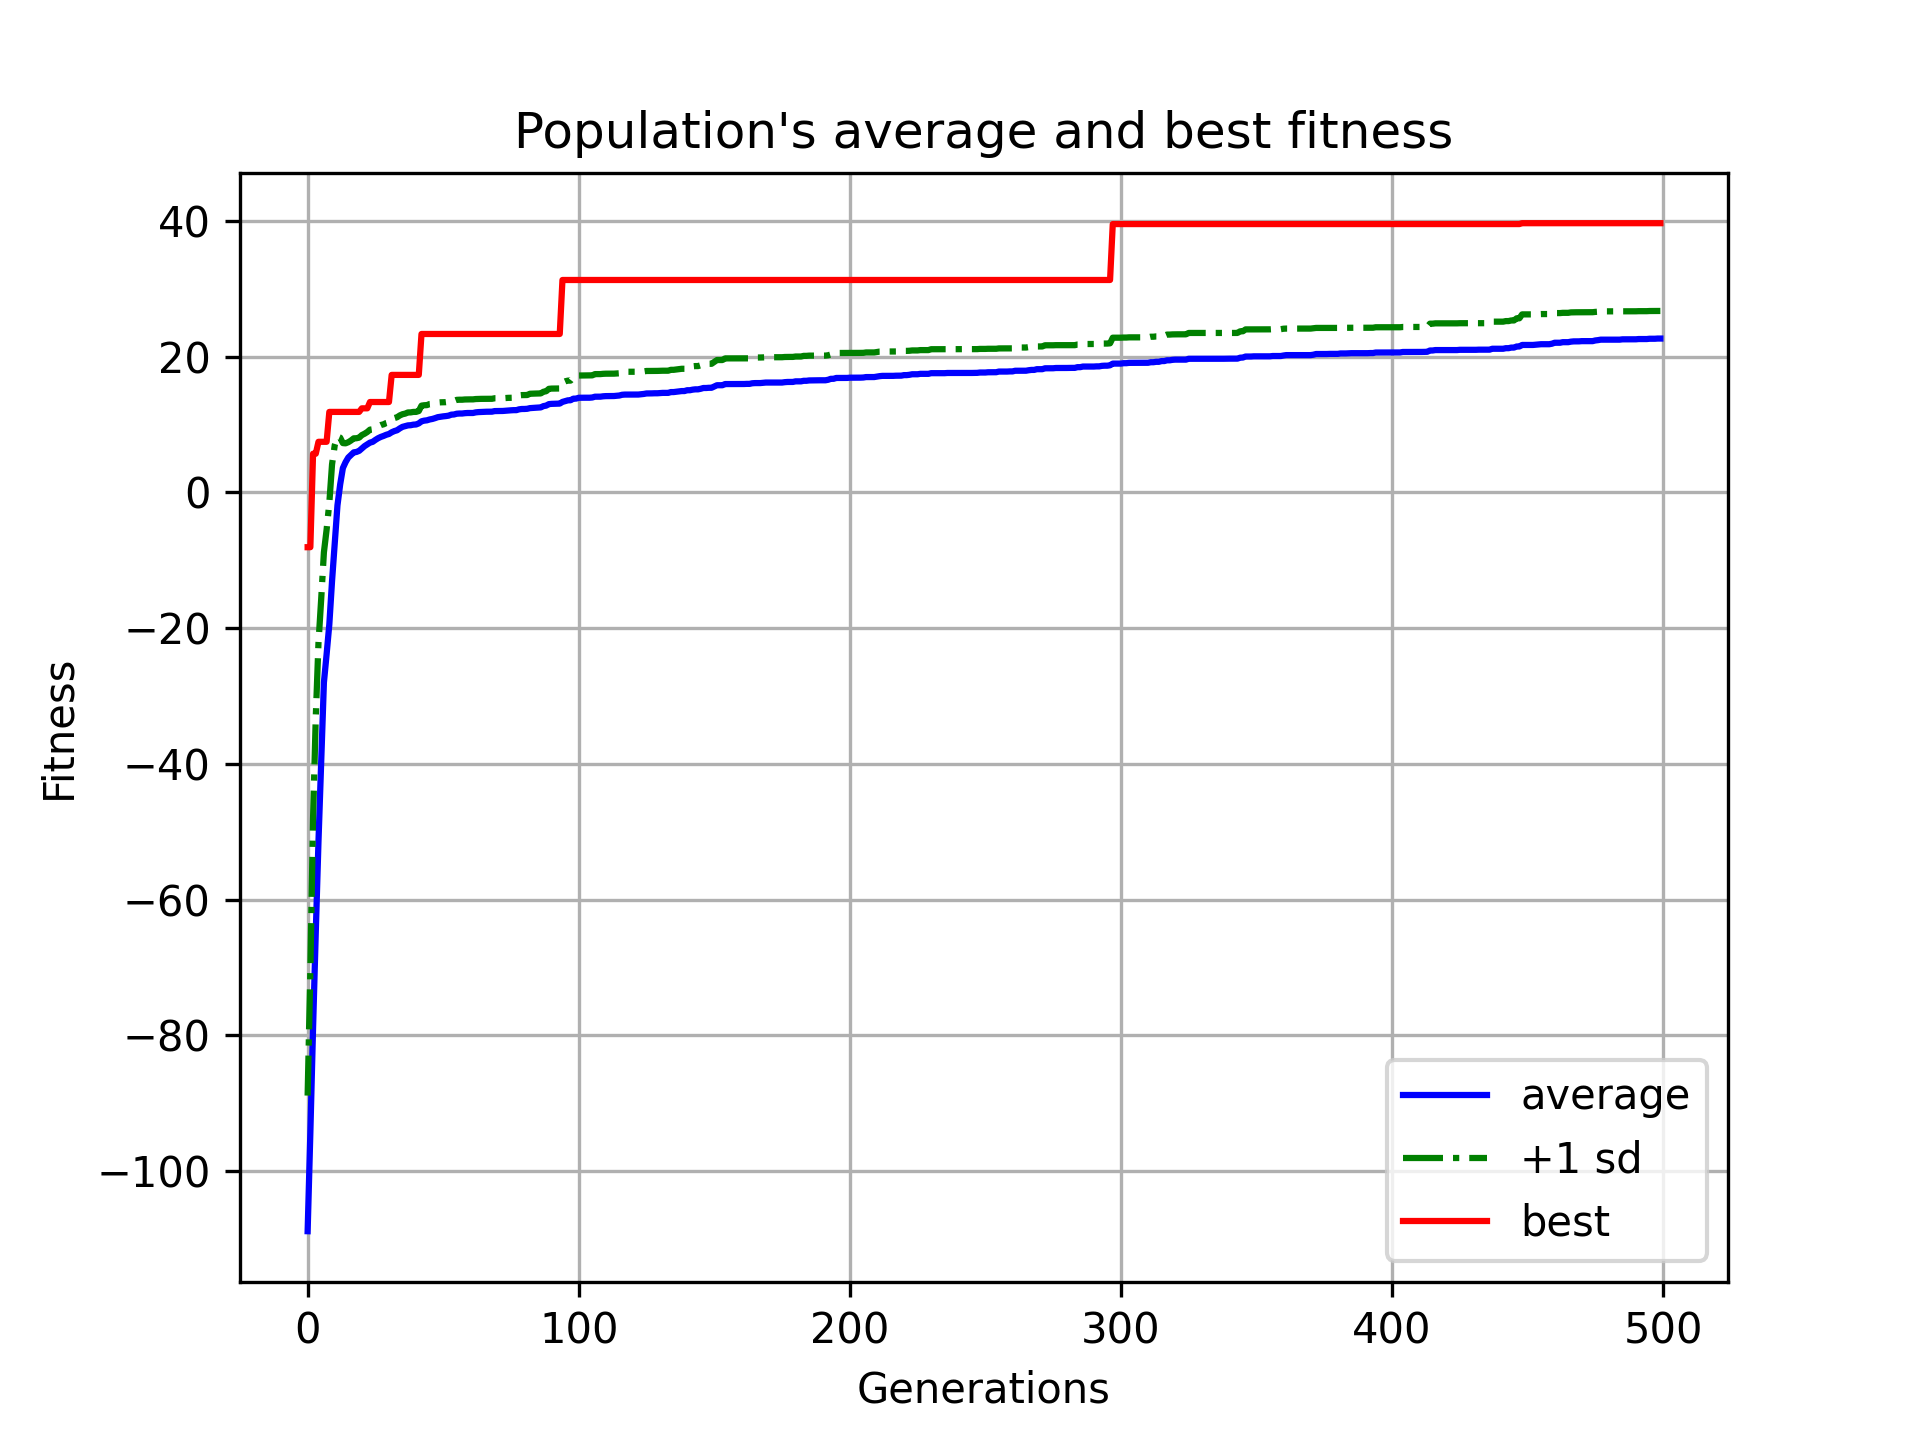 Population's average and best fitness
40
20
0
−20
−40
−60
−80
−100
Fitness
average
+1 sd
best
0 100 200 300 400 500
Generations